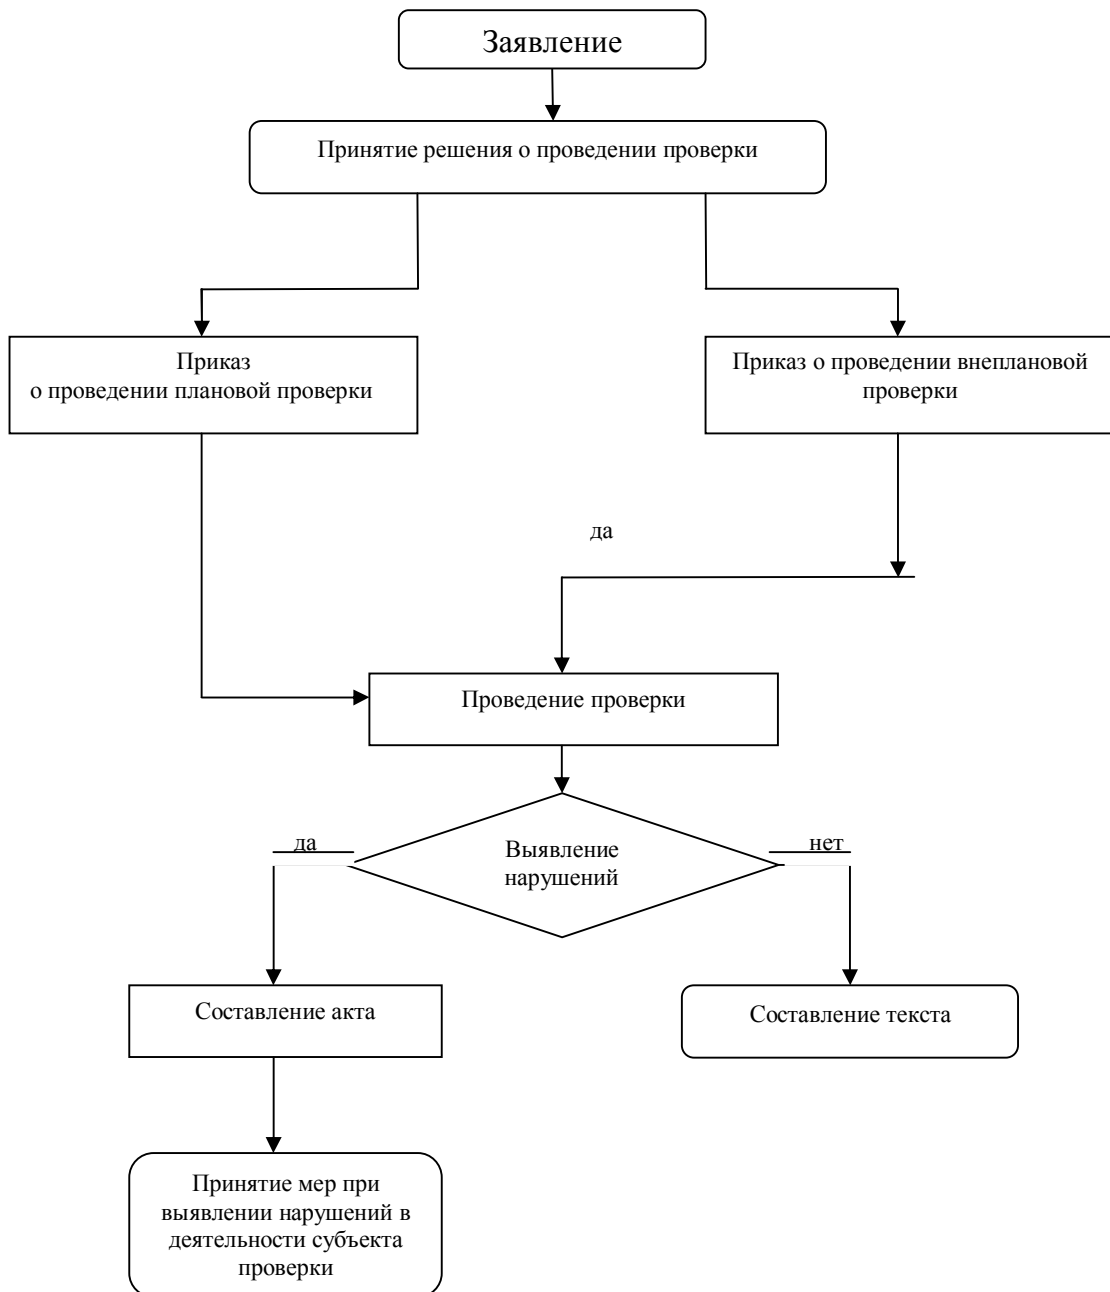 Заявление
Принятие решения о проведении проверки
Приказ
о проведении плановой проверки
Приказ о проведении внеплановой
проверки
да
Проведение проверки
да
Выявление
нарушений
нет
Составление акта
Составление текста
Принятие мер при
выявлении нарушений в
деятельности субъекта
проверки